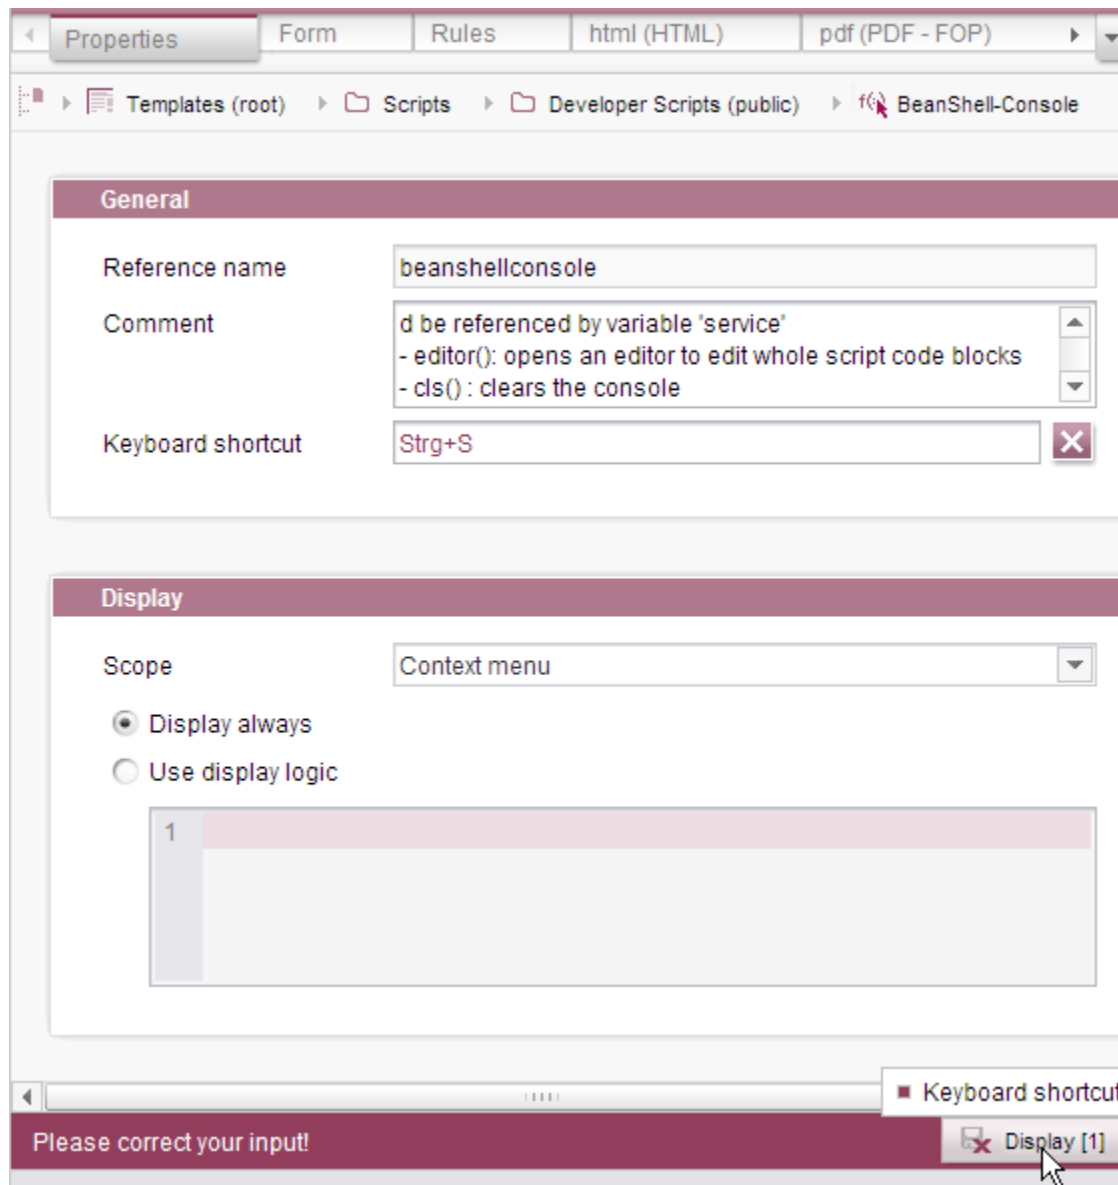 Properties Form Rules html (HTML) pdf (PDF - FOP)
Templates (root) Scripts Developer Scripts (public) f( BeanShell-Console
General
Reference name beanshellconsole
Comment d be referenced by variable 'service'
- editor(): opens an editor to edit whole script code blocks
- cls() : clears the console
Keyboard shortcut Strg+S
Display
Scope Context menu
Display always
Use display logic
1
Keyboard shortcut
Please correct your input! Display [1]